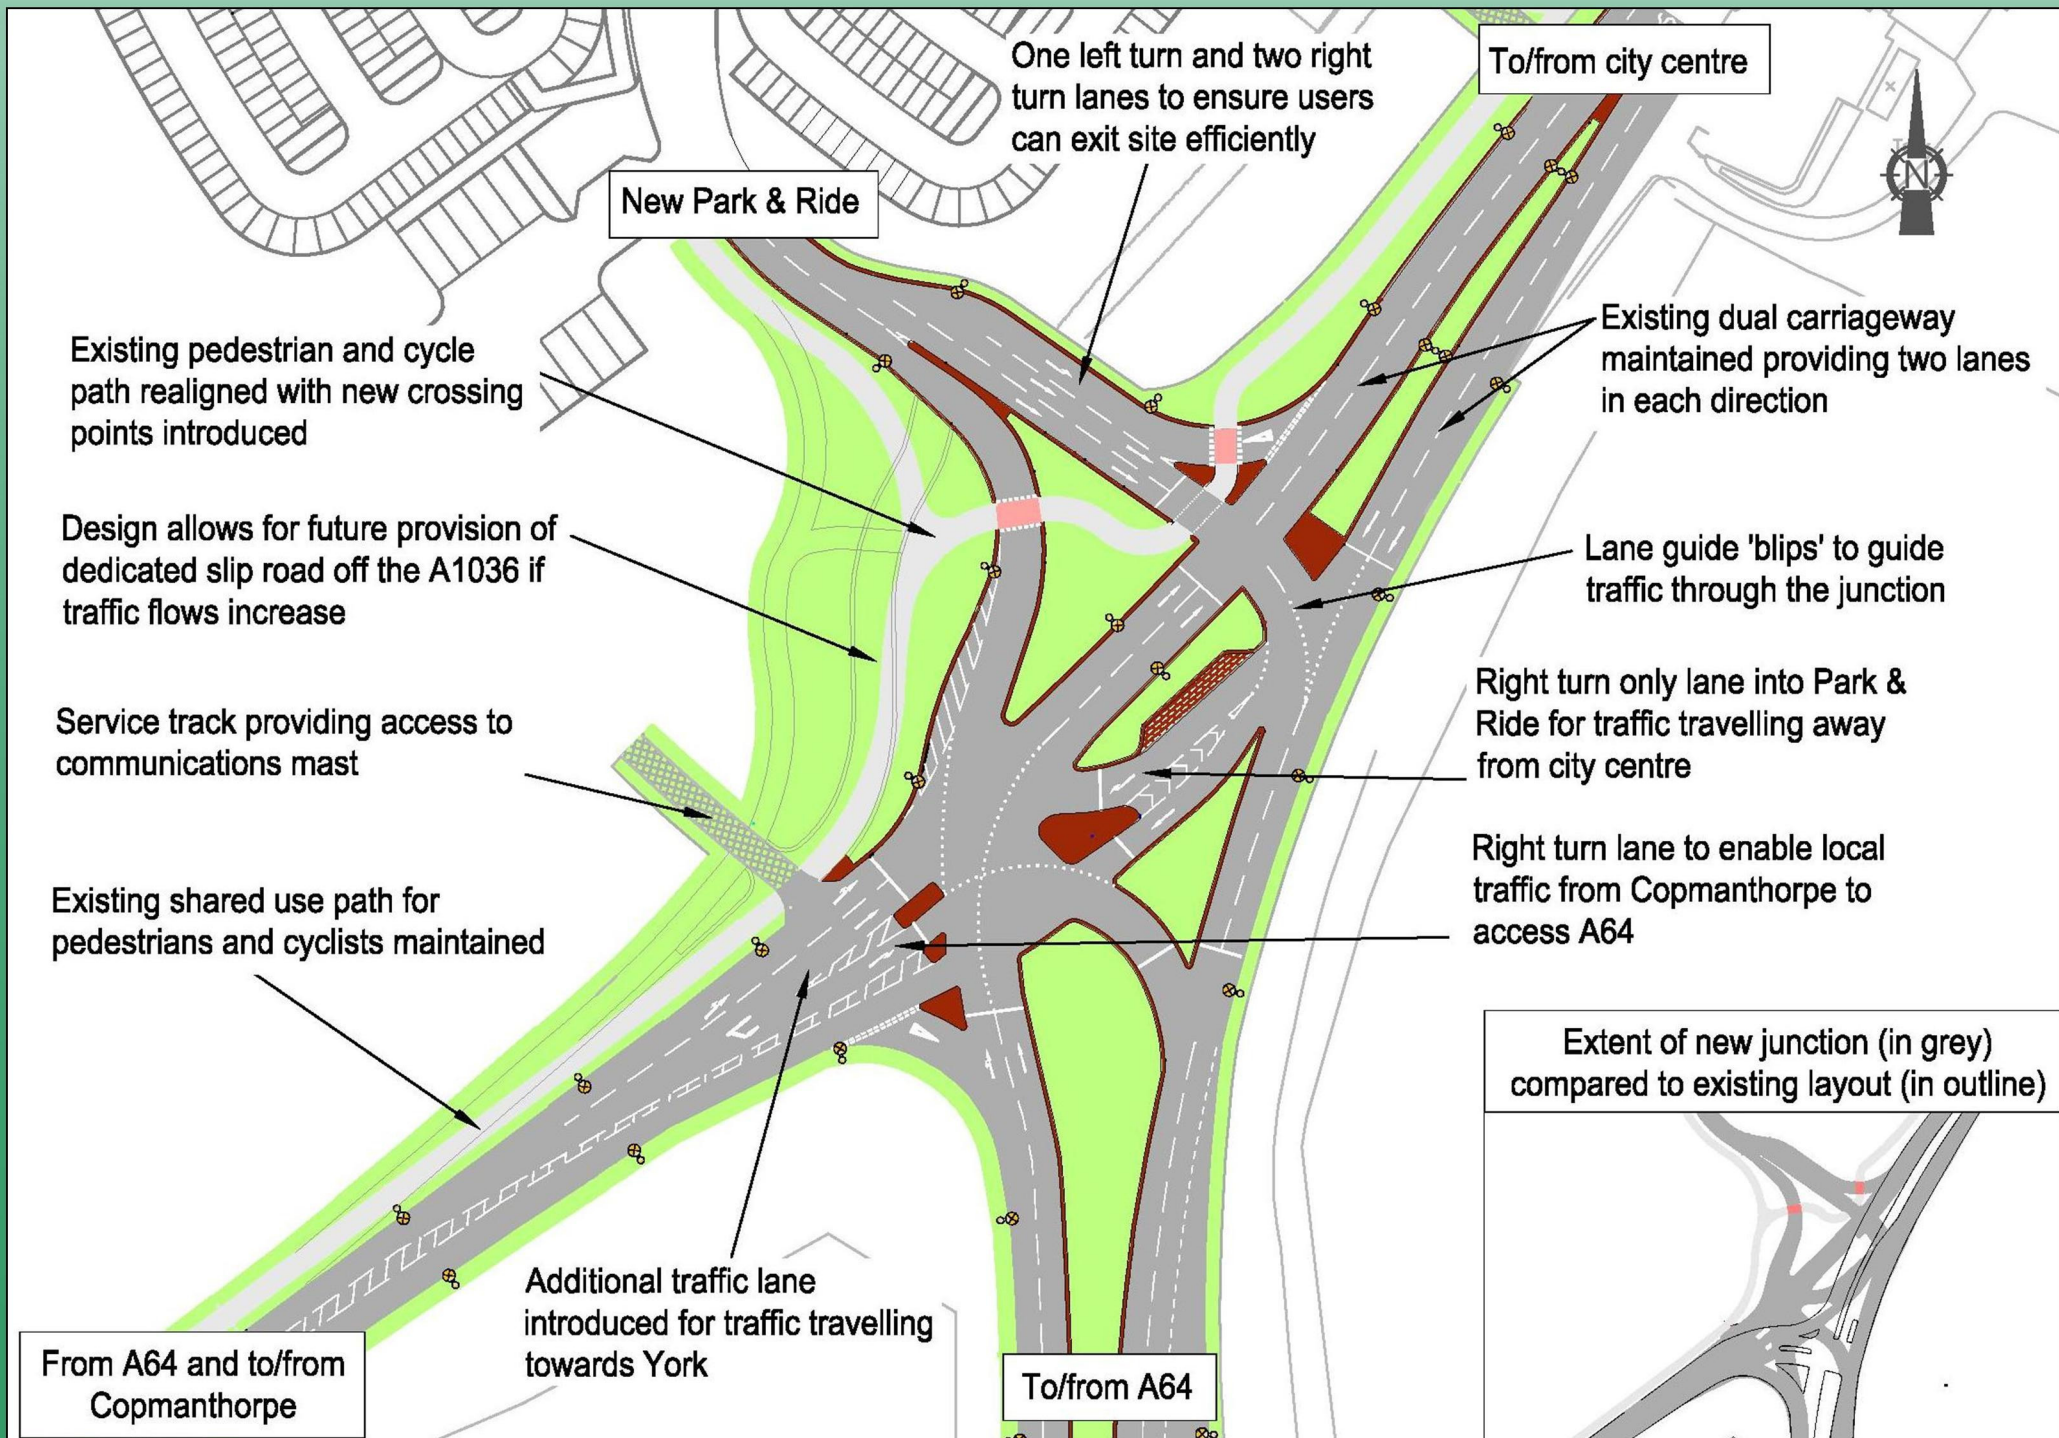 One left turn and two right
turn lanes to ensure users
can exit site efficiently
To/from city centre
N
New Park & Ride
Existing pedestrian and cycle
path realigned with new crossing
points introduced
Existing dual carriageway
maintained providing two lanes
in each direction
Design allows for future provision of
dedicated slip road off the A1036 if
traffic flows increase
Lane guide 'blips' to guide
traffic through the junction
Service track providing access to
communications mast
Right turn only lane into Park &
Ride for traffic travelling away
from city centre
Existing shared use path for
pedestrians and cyclists maintained
Right turn lane to enable local
traffic from Copmanthorpe to
access A64
Extent of new junction (in grey)
compared to existing layout (in outline)
Additional traffic lane
introduced for traffic travelling
towards York
From A64 and to/from
Copmanthorpe
To/from A64